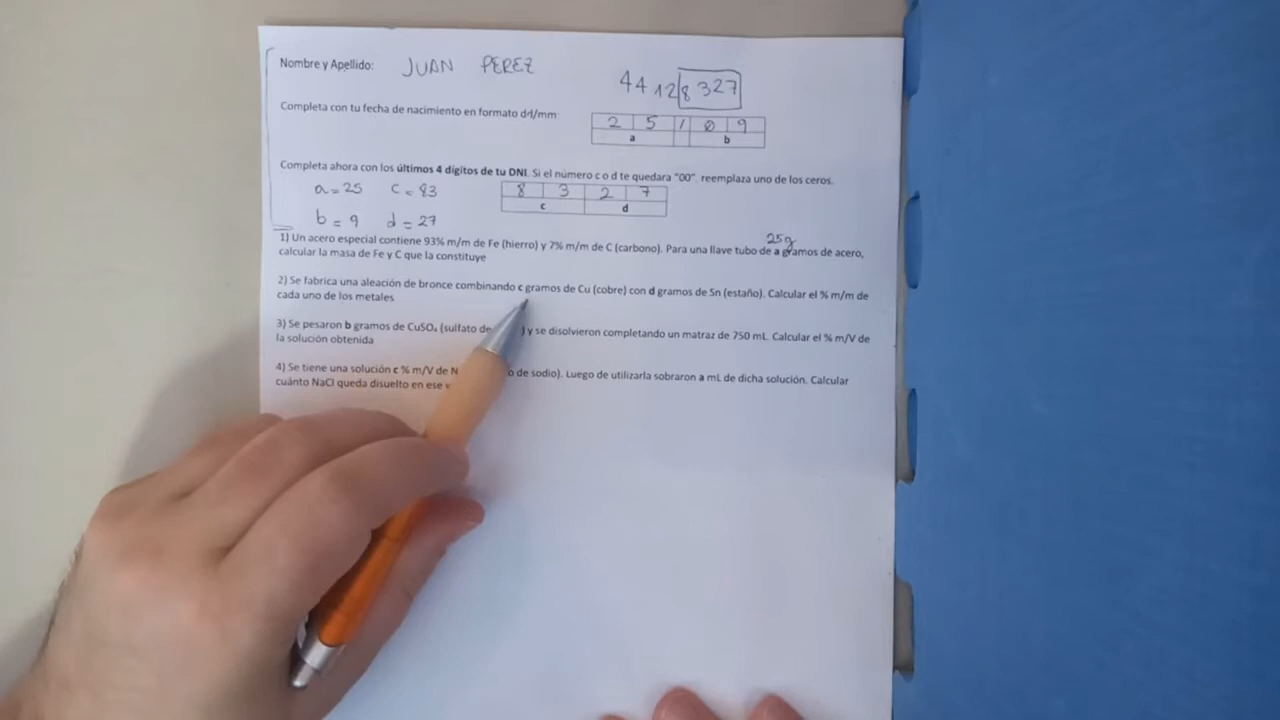 Nombre y Apellido: JUAN PEREZ
44 12 8 327
Completa con tu fecha de nacimiento en formato dd/mm
2 5 / 0 9
a b
Completa ahora con los últimos 4 dígitos de tu DNI. Si el número c o d te quedara "00", reemplaza uno de los ceros.
a = 25 c = 83
8 3 2 7
c d
b = 9 d = 27
25g
1) Un acero especial contiene 93% m/m de Fe (hierro) y 7% m/m de C (carbono). Para una llave tubo de a gramos de acero,
calcular la masa de Fe y C que la constituye
2) Se fabrica una aleación de bronce combinando c gramos de Cu (cobre) con d gramos de Sn (estaño). Calcular el % m/m de
cada uno de los metales
3) Se pesaron b gramos de CuSO₄ (sulfato de ) y se disolvieron completando un matraz de 750 mL. Calcular el % m/V de
la solución obtenida
4) Se tiene una solución c % m/V de N o de sodio). Luego de utilizarla sobraron a mL de dicha solución. Calcular
cuánto NaCl queda disuelto en ese v